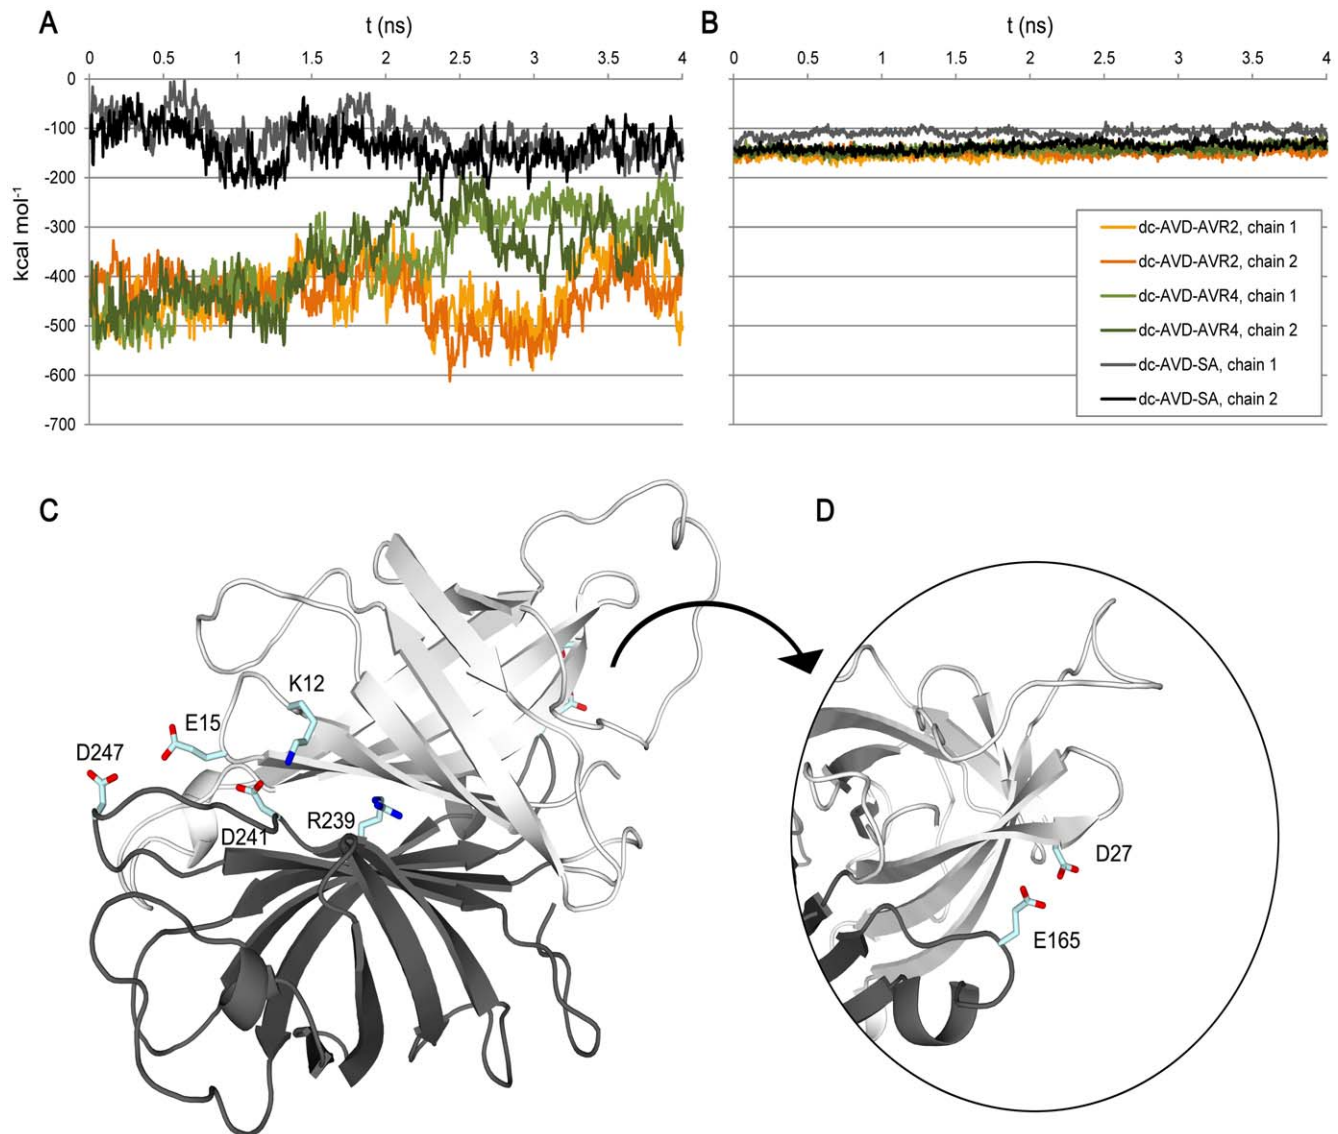 A
t (ns)
0 0.5 1 1.5 2 2.5 3 3.5 4
0
-100
-200
-300
-400
-500
-600
-700
kcal mol⁻¹
B
t (ns)
0 0.5 1 1.5 2 2.5 3 3.5 4
dc-AVD-AVR2, chain 1
dc-AVD-AVR2, chain 2
dc-AVD-AVR4, chain 1
dc-AVD-AVR4, chain 2
dc-AVD-SA, chain 1
dc-AVD-SA, chain 2
C
K12
E15
D247
D241
R239
D
D27
E165